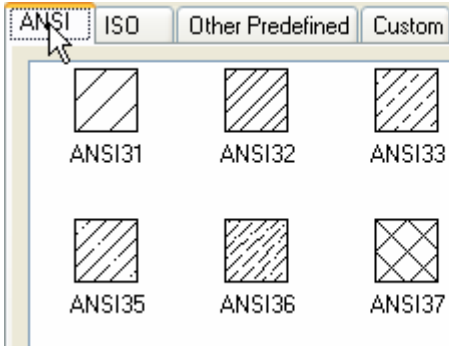 ANSI ISO Other Predefined Custom
ANSI31 ANSI32 ANSI33
ANSI35 ANSI36 ANSI37